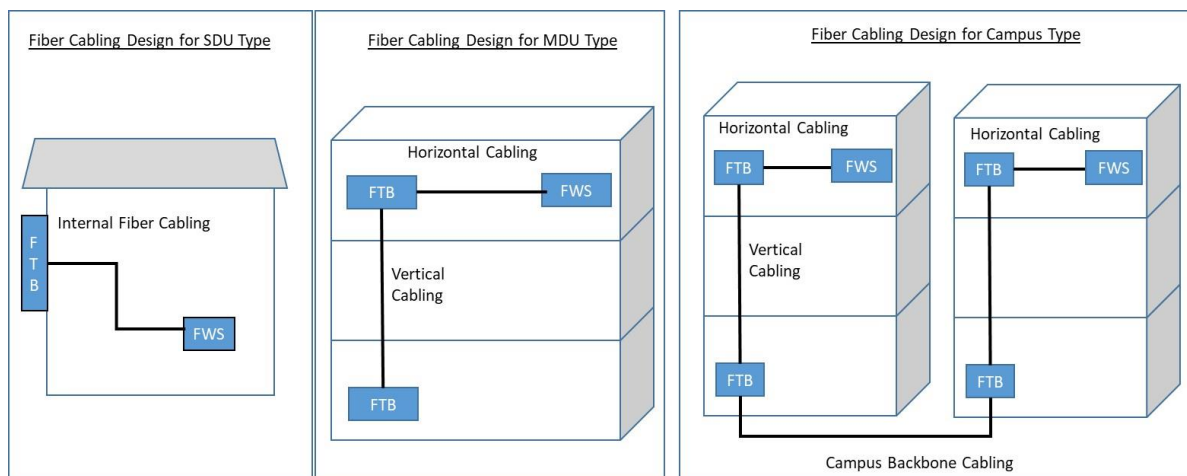 Fiber Cabling Design for SDU Type
Internal Fiber Cabling
F
T
B
FWS
Fiber Cabling Design for MDU Type
Horizontal Cabling
FTB
FWS
Vertical
Cabling
FTB
Fiber Cabling Design for Campus Type
Horizontal Cabling
FTB
FWS
Vertical
Cabling
FTB
Horizontal Cabling
FTB
FWS
FTB
Campus Backbone Cabling